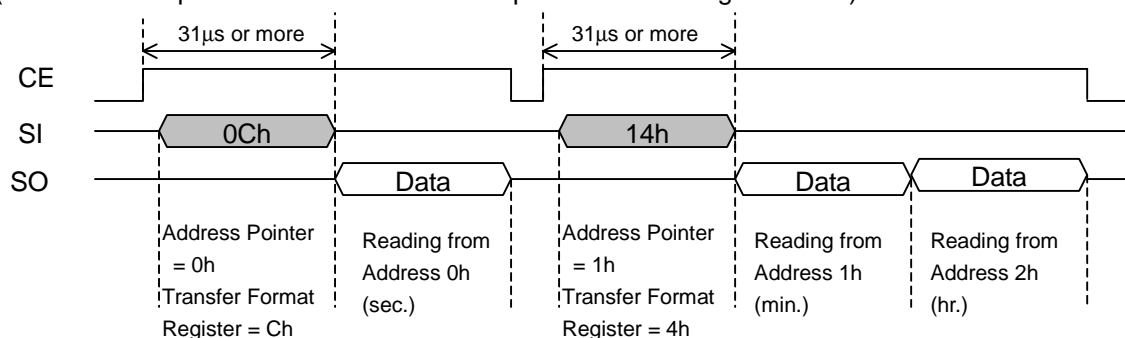 31µs or more
31µs or more
CE
SI
0Ch
14h
SO
Data
Data
Data
Address Pointer
= 0h
Transfer Format
Register = Ch
Reading from
Address 0h
(sec.)
Address Pointer
= 1h
Transfer Format
Register = 4h
Reading from
Address 1h
(min.)
Reading from
Address 2h
(hr.)